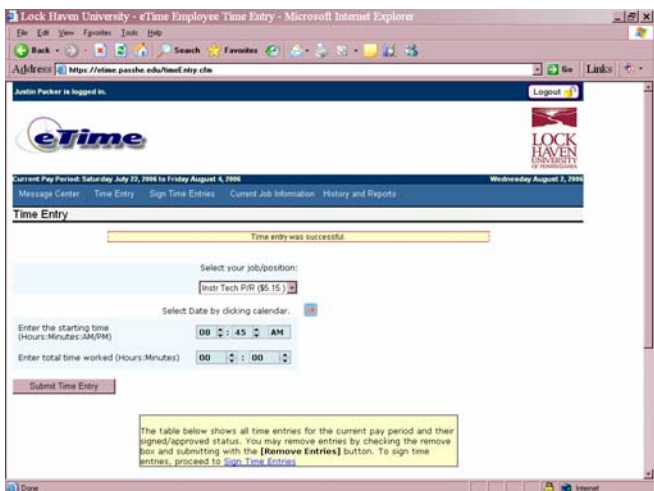 Lock Haven University - eTime Employee Time Entry - Microsoft Internet Explorer
File Edit View Favorites Tools Help
Back Search Favorites
Address https://etime.passhe.edu/timeEntry.cfm Go Links
Justin Packer is logged in. Logout
eTime
LOCK
HAVEN
UNIVERSITY
Current Pay Period: Saturday July 22, 2006 to Friday August 4, 2006 Wednesday August 2, 2006
Message Center Time Entry Sign Time Entries Current Job Information History and Reports
Time Entry
Time entry was successful.
Select your job/position:
Instr Tech P/R ($5.15 )
Select Date by clicking calendar.
Enter the starting time
(Hours:Minutes:AM/PM) 08 : 45 AM
Enter total time worked (Hours:Minutes) 00 : 00
Submit Time Entry
The table below shows all time entries for the current pay period and their
signed/approved status. You may remove entries by checking the remove
box and submitting with the [Remove Entries] button. To sign time
entries, proceed to Sign Time Entries
Done Internet